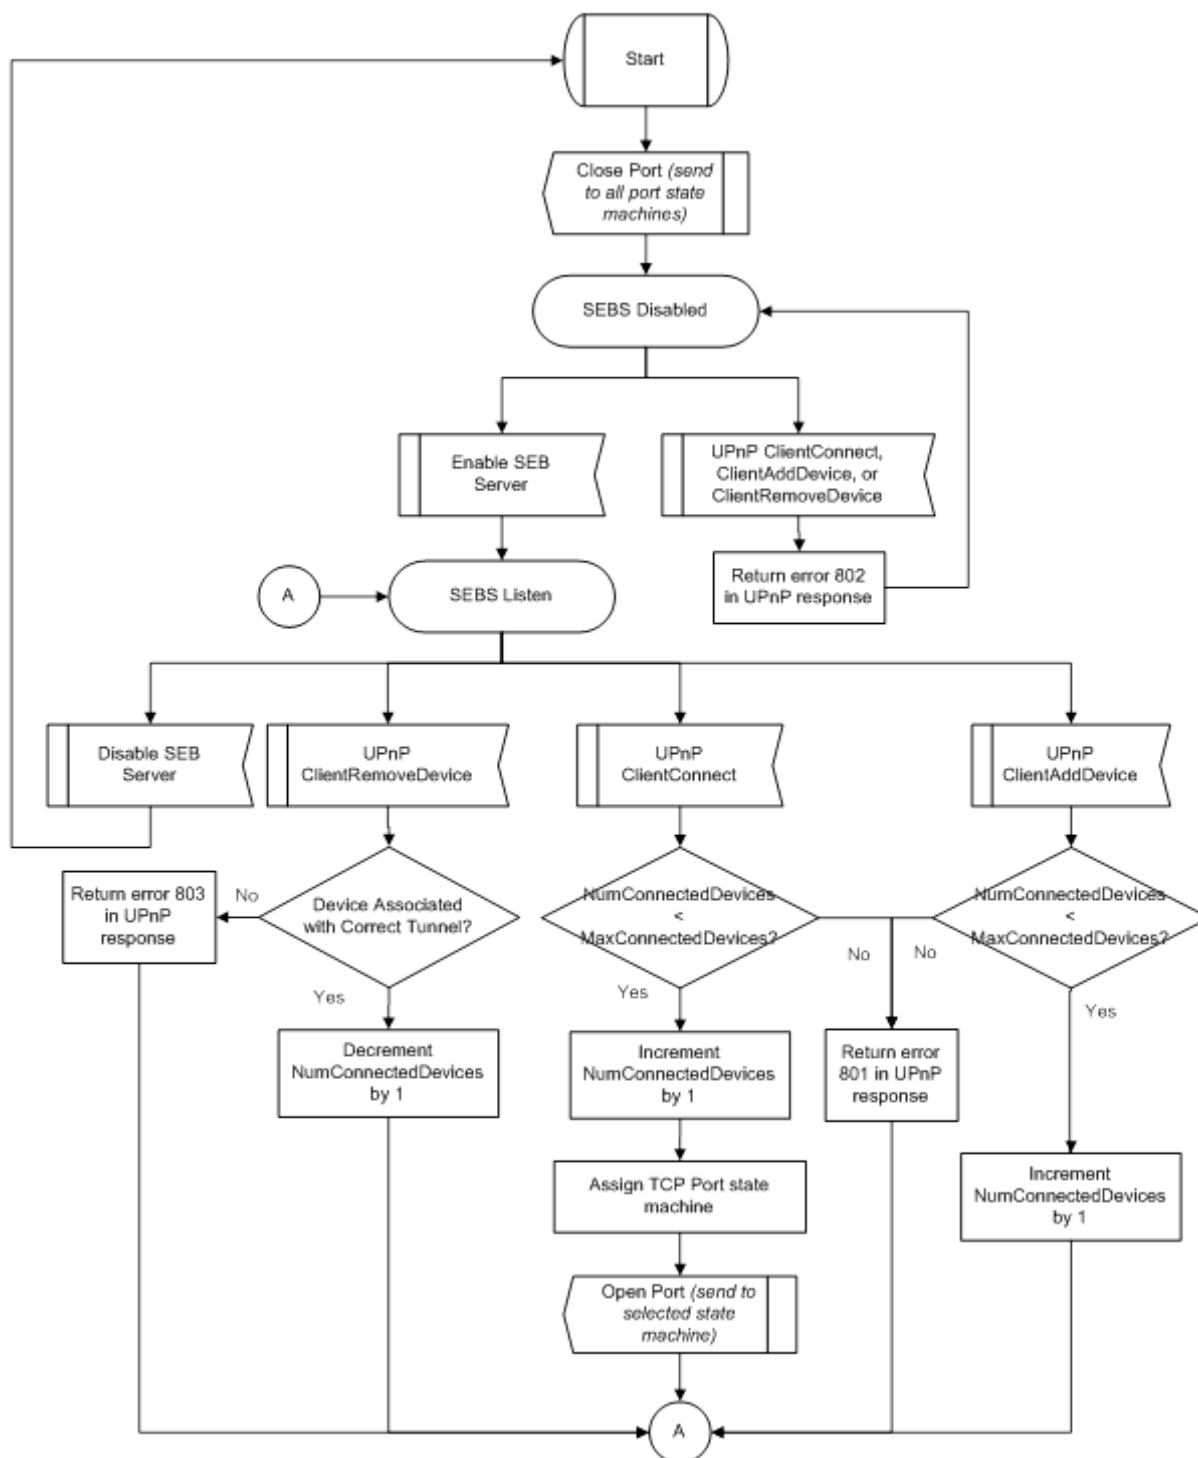 Start
Close Port (send
to all port state
machines)
SEBS Disabled
Enable SEB
Server
UPnP ClientConnect,
ClientAddDevice, or
ClientRemoveDevice
Return error 802
in UPnP response
A
SEBS Listen
Disable SEB
Server
UPnP
ClientRemoveDevice
UPnP
ClientConnect
UPnP
ClientAddDevice
Return error 803
in UPnP
response
No
Device Associated
with Correct Tunnel?
NumConnectedDevices
<
MaxConnectedDevices?
NumConnectedDevices
<
MaxConnectedDevices?
No
No
Yes
Yes
Yes
Decrement
NumConnectedDevices
by 1
Increment
NumConnectedDevices
by 1
Return error
801 in UPnP
response
Assign TCP Port state
machine
Increment
NumConnectedDevices
by 1
Open Port (send to
selected state
machine)
A